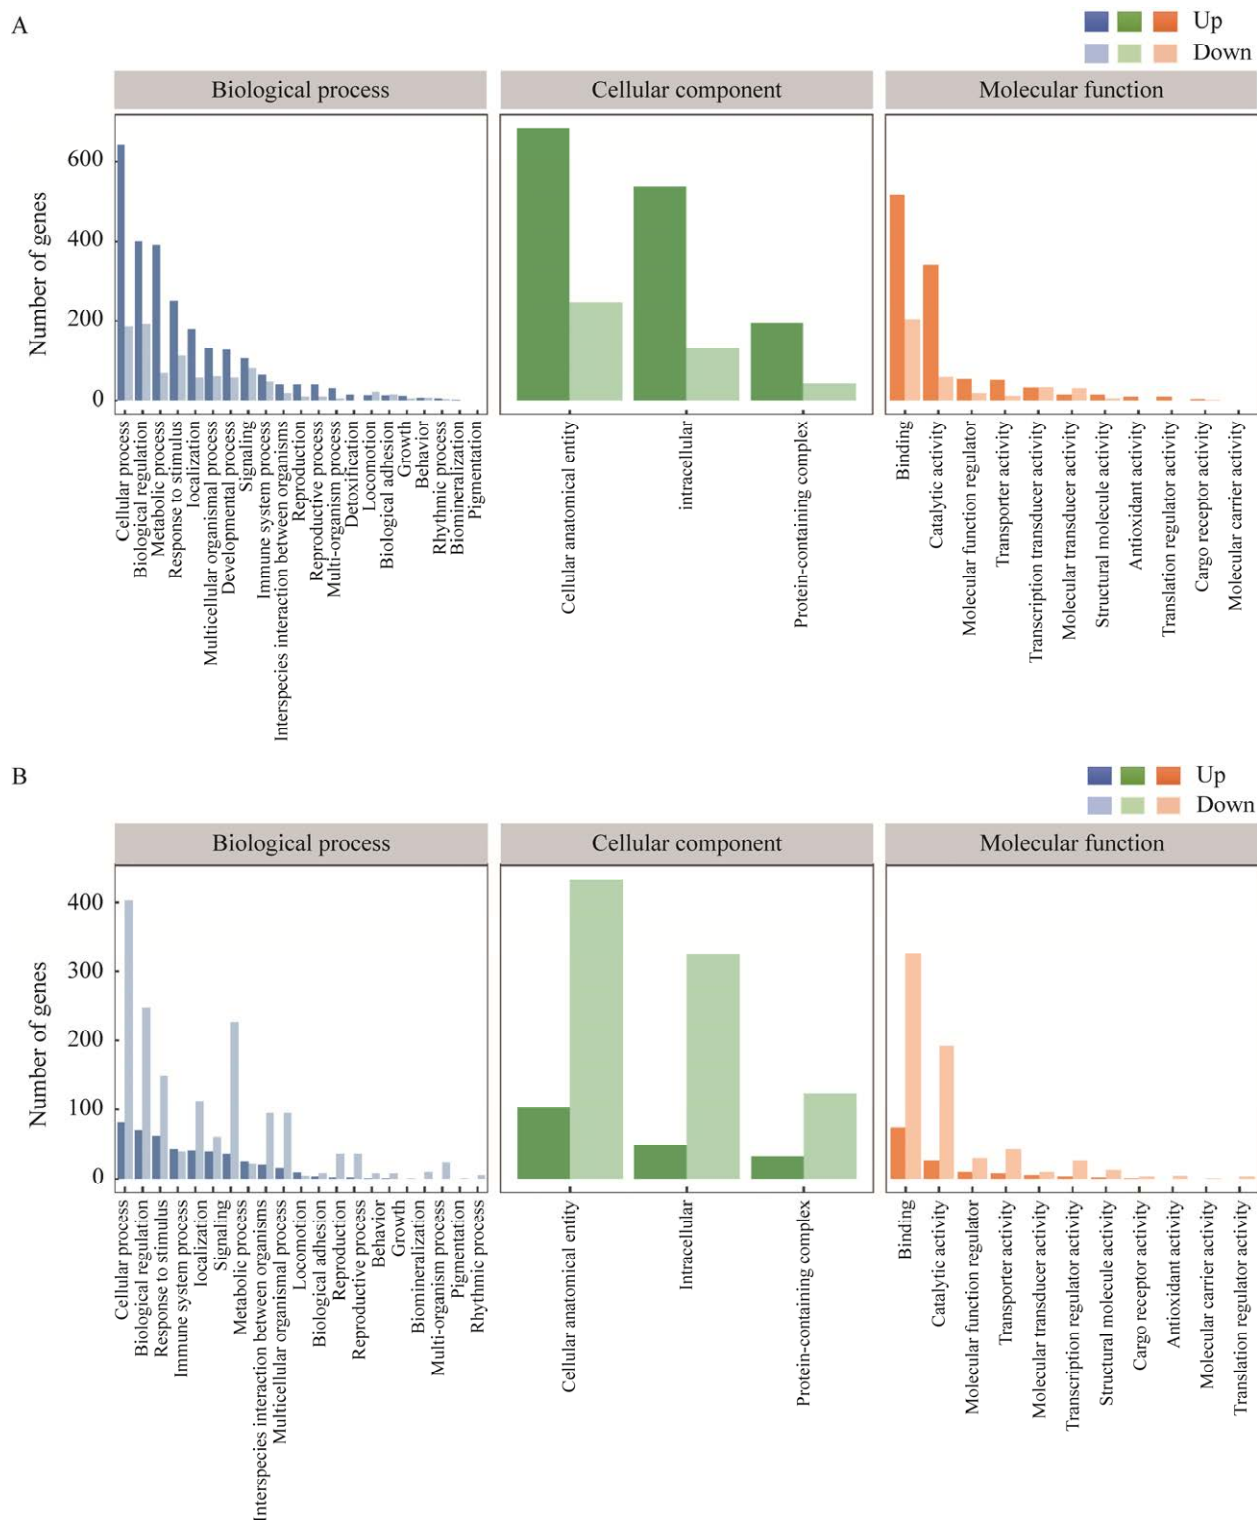 A
Up
Down
Biological process
Cellular component
Molecular function
Number of genes
600
400
200
0
Cellular process
Biological regulation
Metabolic process
Response to stimulus
localization
Multicellular organismal process
Developmental process
Signaling
Immune system process
Interspecies interaction between organisms
Reproduction
Reproductive process
Multi-organism process
Detoxification
Locomotion
Biological adhesion
Growth
Behavior
Rhythmic process
Biomineralization
Pigmentation
Cellular anatomical entity
intracellular
Protein-containing complex
Binding
Catalytic activity
Molecular function regulator
Transporter activity
Transcription transducer activity
Molecular transducer activity
Structural molecule activity
Antioxidant activity
Translation regulator activity
Cargo receptor activity
Molecular carrier activity
B
Up
Down
Biological process
Cellular component
Molecular function
Number of genes
400
300
200
100
0
Cellular process
Biological regulation
Response to stimulus
Immune system process
localization
Signaling
Metabolic process
Interspecies interaction between organisms
Multicellular organismal process
Locomotion
Biological adhesion
Reproduction
Reproductive process
Behavior
Growth
Biomineralization
Multi-organism process
Pigmentation
Rhythmic process
Cellular anatomical entity
Intracellular
Protein-containing complex
Binding
Catalytic activity
Molecular function regulator
Transporter activity
Molecular transducer activity
Transcription regulator activity
Structural molecule activity
Cargo receptor activity
Antioxidant activity
Molecular carrier activity
Translation regulator activity